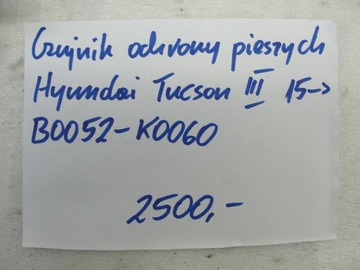 Czujnik ochrony pieszych
Hyundai Tucson III 15->
B0052-K0060
2500,-